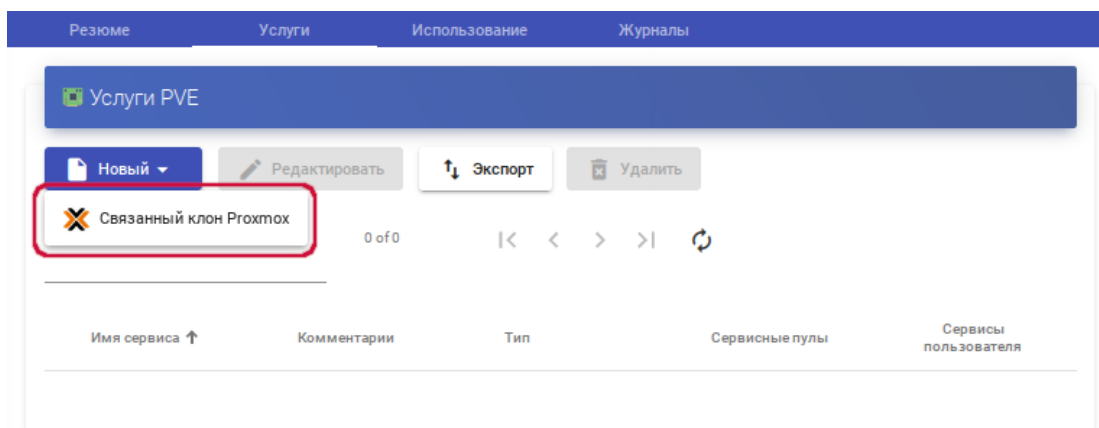 Резюме Услуги Использование Журналы
Услуги PVE
Новый Редактировать Экспорт Удалить
Связанный клон Proxmox
0 of 0
Имя сервиса Комментарии Тип Сервисные пулы Сервисы пользователя